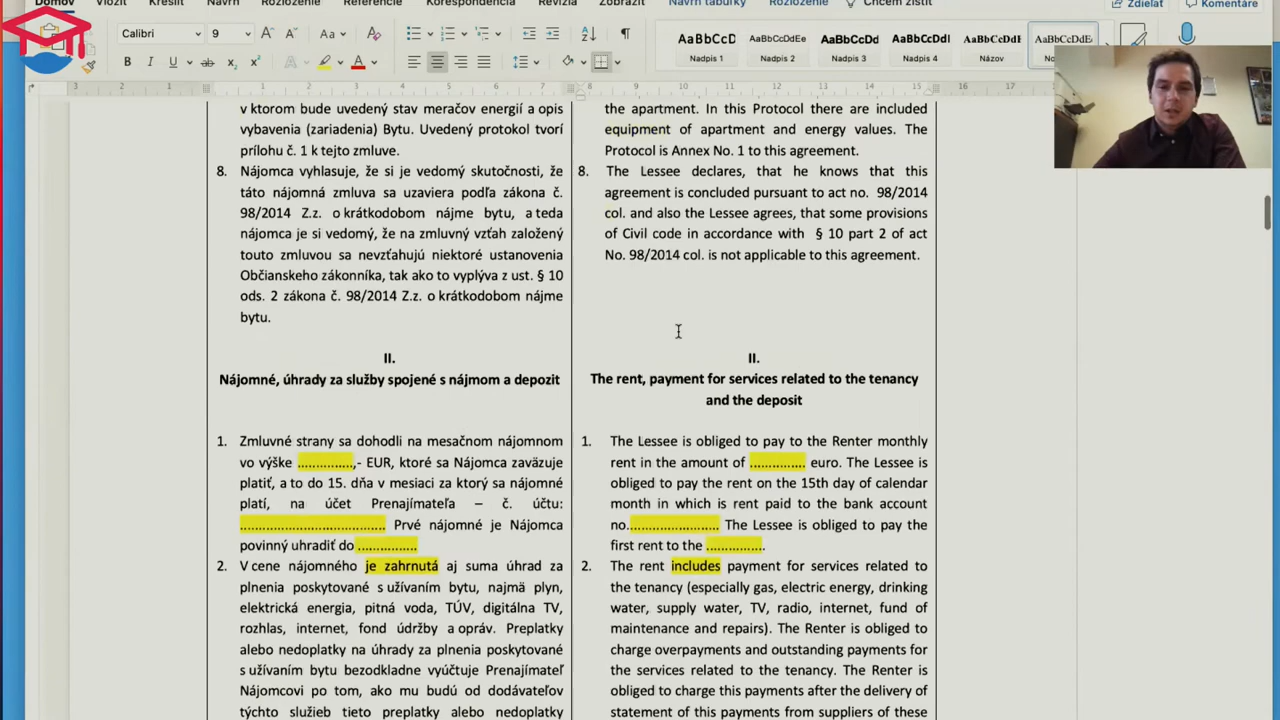 Domov
Vložiť
Kresliť
Návrh
Rozloženie
Referencie
Korešpondencia
Revízia
Zobraziť
Návrh tabuľky
Rozloženie
Chcem zistiť
Zdieľať
Komentáre
Calibri
9
AaBbCcD
AaBbCcDdEe
AaBbCcDd
AaBbCcDdI
AaBbCcDdI
AaBbCcDdE
Nadpis 1
Nadpis 2
Nadpis 3
Nadpis 4
Názov
3 2 1 1 2 3 4 5 6 7 8 9 10 11 12 13 14 15 16 17 18
v ktorom bude uvedený stav meračov energií a opis
vybavenia (zariadenia) Bytu. Uvedený protokol tvorí
prílohu č. 1 k tejto zmluve.
8. Nájomca vyhlasuje, že si je vedomý skutočnosti, že
táto nájomná zmluva sa uzaviera podľa zákona č.
98/2014 Z.z. o krátkodobom nájme bytu, a teda
nájomca je si vedomý, že na zmluvný vzťah založený
touto zmluvou sa nevzťahujú niektoré ustanovenia
Občianskeho zákonníka, tak ako to vyplýva z ust. § 10
ods. 2 zákona č. 98/2014 Z.z. o krátkodobom nájme
bytu.
II.
Nájomné, úhrady za služby spojené s nájmom a depozit
1. Zmluvné strany sa dohodli na mesačnom nájomnom
vo výške ..............,- EUR, ktoré sa Nájomca zaväzuje
platiť, a to do 15. dňa v mesiaci za ktorý sa nájomné
platí, na účet Prenajímateľa – č. účtu:
..................................... Prvé nájomné je Nájomca
povinný uhradiť do ...............
2. V cene nájomného je zahrnutá aj suma úhrad za
plnenia poskytované s užívaním bytu, najmä plyn,
elektrická energia, pitná voda, TÚV, digitálna TV,
rozhlas, internet, fond údržby a opráv. Preplatky
alebo nedoplatky na úhrady za plnenia poskytované
s užívaním bytu bezodkladne vyúčtuje Prenajímateľ
Nájomcovi po tom, ako mu budú od dodávateľov
týchto služieb tieto preplatky alebo nedoplatky
the apartment. In this Protocol there are included
equipment of apartment and energy values. The
Protocol is Annex No. 1 to this agreement.
8. The Lessee declares, that he knows that this
agreement is concluded pursuant to act no. 98/2014
col. and also the Lessee agrees, that some provisions
of Civil code in accordance with § 10 part 2 of act
No. 98/2014 col. is not applicable to this agreement.
II.
The rent, payment for services related to the tenancy
and the deposit
1. The Lessee is obliged to pay to the Renter monthly
rent in the amount of .............. euro. The Lessee is
obliged to pay the rent on the 15th day of calendar
month in which is rent paid to the bank account
no....................... The Lessee is obliged to pay the
first rent to the ...............
2. The rent includes payment for services related to
the tenancy (especially gas, electric energy, drinking
water, supply water, TV, radio, internet, fund of
maintenance and repairs). The Renter is obliged to
charge overpayments and outstanding payments for
the services related to the tenancy. The Renter is
obliged to charge this payments after the delivery of
statement of this payments from suppliers of these